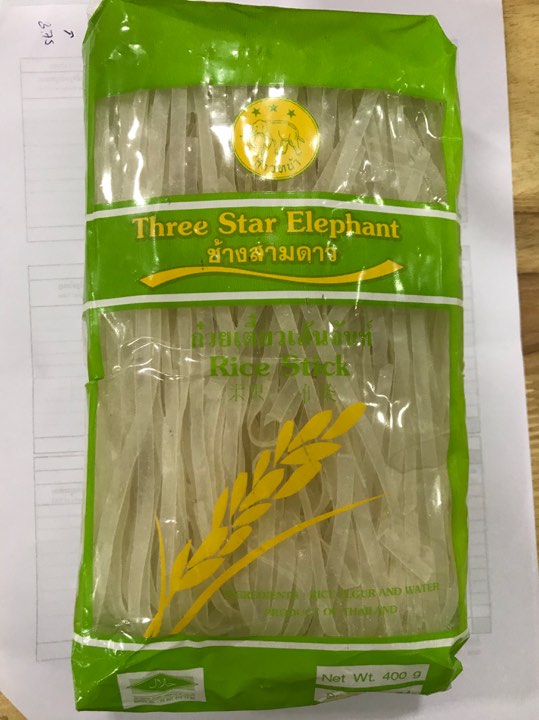 375
Three Star Elephant
ช้างสามดาว
ก๋วยเตี๋ยวเส้นจันท์
Rice Stick
INGREDIENTS : RICE FLOUR AND WATER
PRODUCT OF THAILAND
Net Wt. 400 g